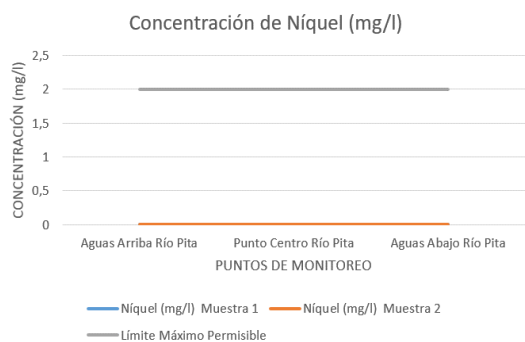 Concentración de Níquel (mg/l)
2,5
2
1,5
1
0,5
0
CONCENTRACIÓN (mg/l)
Aguas Arriba Río Pita
Punto Centro Río Pita
Aguas Abajo Río Pita
PUNTOS DE MONITOREO
Níquel (mg/l) Muestra 1
Níquel (mg/l) Muestra 2
Límite Máximo Permisible